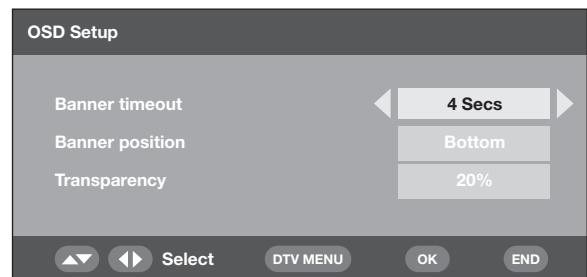 OSD Setup
Banner timeout 4 Secs
Banner position Bottom
Transparency 20%
Select DTV MENU OK END